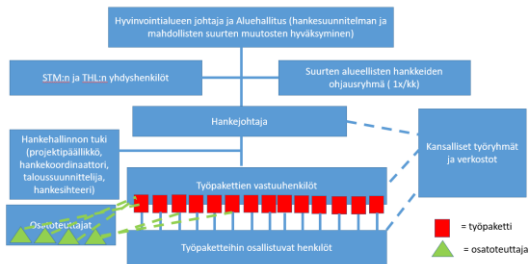 Hyvinvointialueen johtaja ja Aluehallitus (hankesuunnitelman ja
mahdollisten suurten muutosten hyväksyminen)
STM:n ja THL:n yhdyshenkilöt
Suurten alueellisten hankkeiden
ohjausryhmä ( 1x/kk)
Hankejohtaja
Hankehallinnon tuki
(projektipäällikkö,
hankekoordinaattori,
taloussuunnittelija,
hankesihteeri)
Kansalliset työryhmät
ja verkostot
Työpakettien vastuuhenkilöt
Osatoteuttajat
Työpaketteihin osallistuvat henkilöt
= työpaketti
= osatoteuttaja